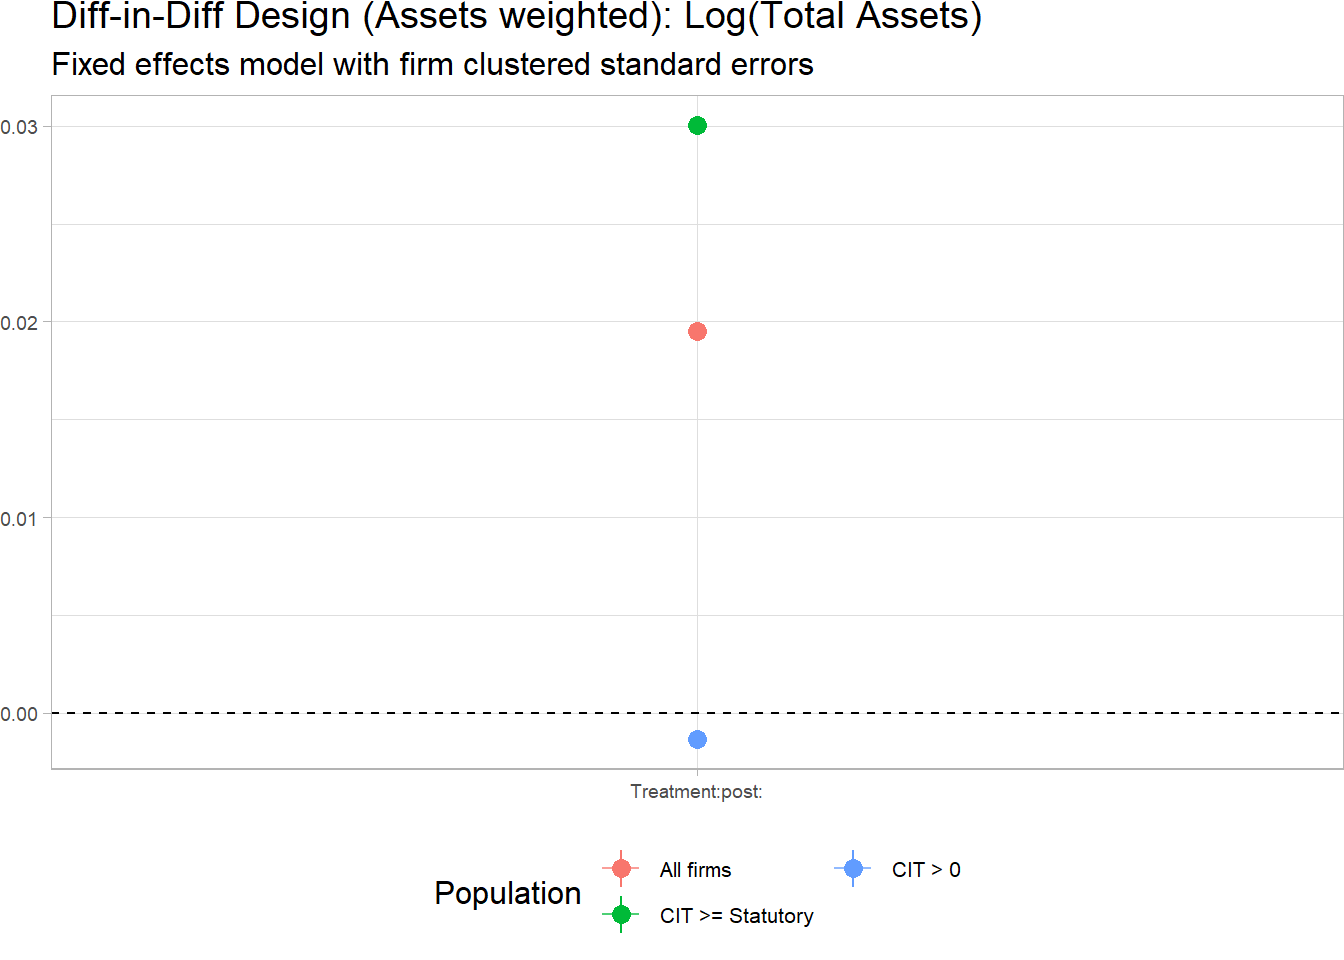 Diff-in-Diff Design (Assets weighted): Log(Total Assets)
Fixed effects model with firm clustered standard errors
0.03
0.02
0.01
0.00
Treatment:post:
Population
All firms
CIT > 0
CIT >= Statutory